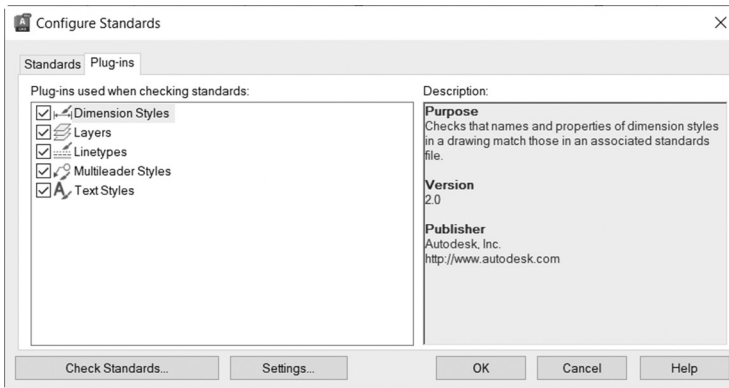 Configure Standards
Standards
Plug-ins
Plug-ins used when checking standards:
Dimension Styles
Layers
Linetypes
Multileader Styles
Text Styles
Description:
Purpose
Checks that names and properties of dimension styles
in a drawing match those in an associated standards
file.
Version
2.0
Publisher
Autodesk, Inc.
http://www.autodesk.com
Check Standards...
Settings...
OK
Cancel
Help